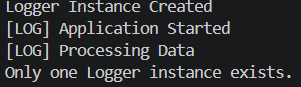 Logger Instance Created
[LOG] Application Started
[LOG] Processing Data
Only one Logger instance exists.